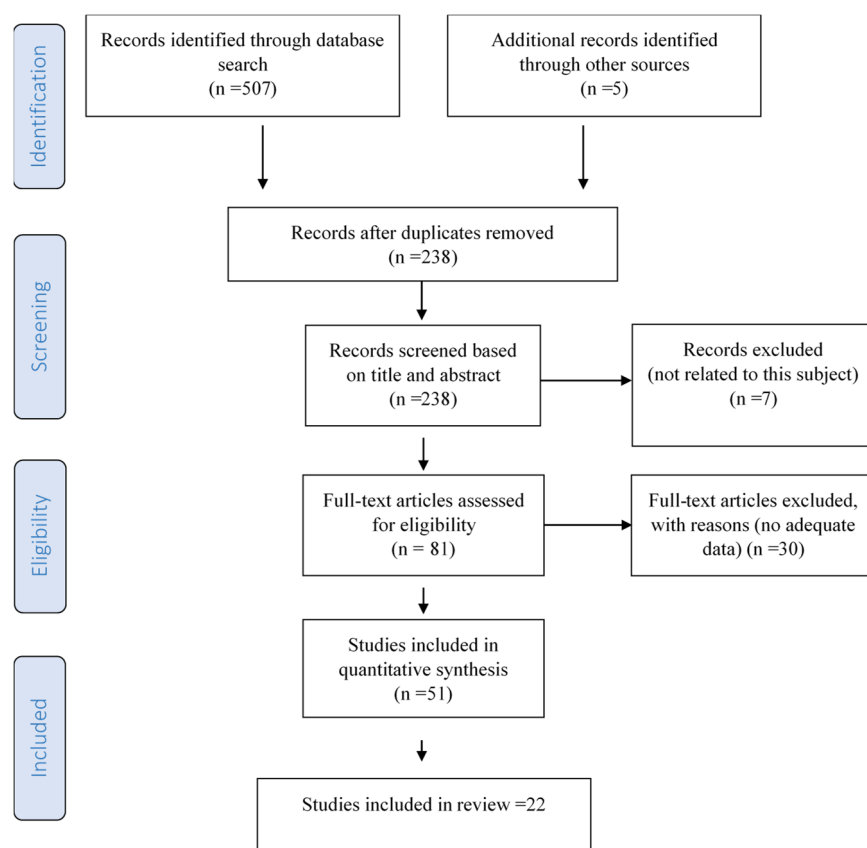 Identification
Records identified through database
search
(n =507)
Additional records identified
through other sources
(n =5)
Screening
Records after duplicates removed
(n =238)
Records screened based
on title and abstract
(n =238)
Records excluded
(not related to this subject)
(n =7)
Eligibility
Full-text articles assessed
for eligibility
(n = 81)
Full-text articles excluded,
with reasons (no adequate
data) (n =30)
Included
Studies included in
quantitative synthesis
(n =51)
Studies included in review =22